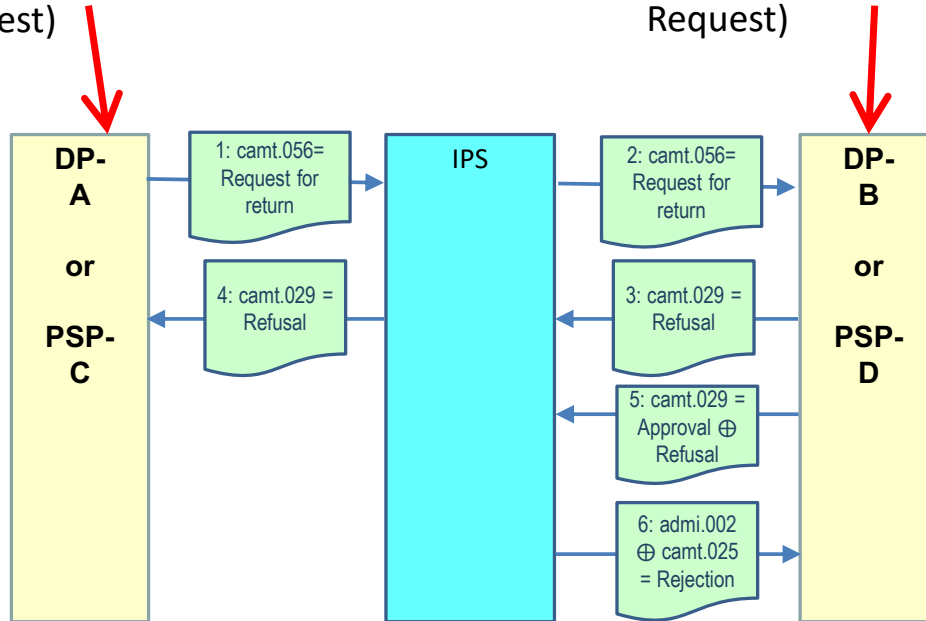 est)
Request)
DP-
A
or
PSP-
C
1: camt.056=
Request for
return
IPS
2: camt.056=
Request for
return
DP-
B
or
PSP-
D
4: camt.029 =
Refusal
3: camt.029 =
Refusal
5: camt.029 =
Approval ⊕
Refusal
6: admi.002
⊕ camt.025
= Rejection